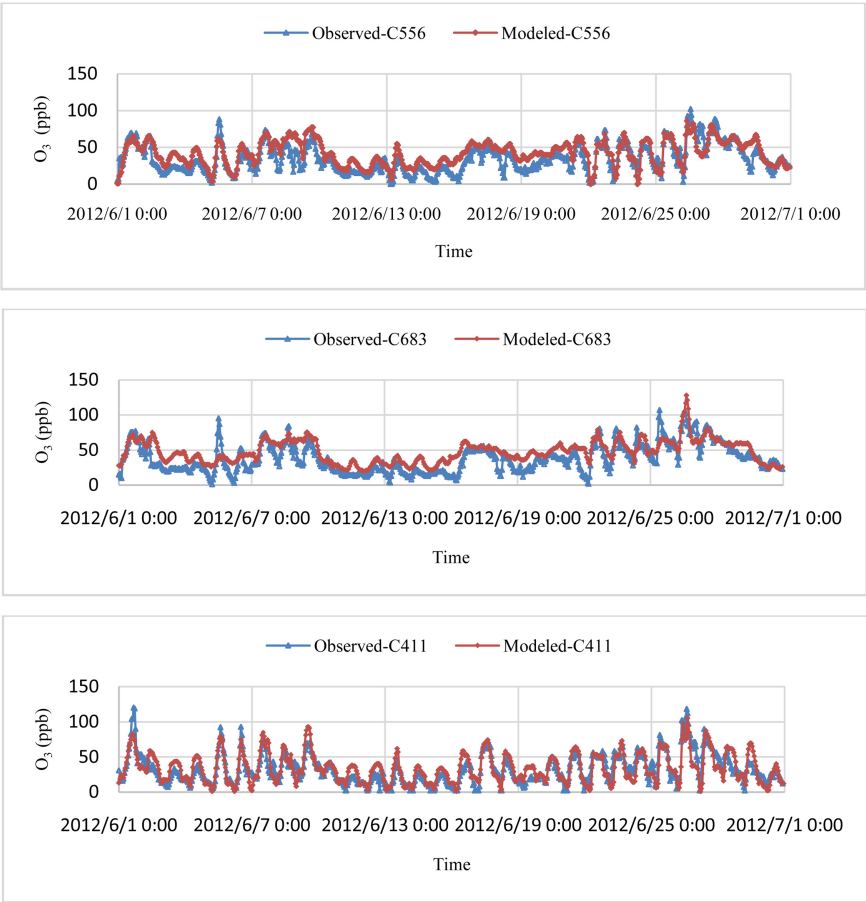 Observed-C556 Modeled-C556
150
100
50
0
O3 (ppb)
2012/6/1 0:00 2012/6/7 0:00 2012/6/13 0:00 2012/6/19 0:00 2012/6/25 0:00 2012/7/1 0:00
Time
Observed-C683 Modeled-C683
150
100
50
0
O3 (ppb)
2012/6/1 0:00 2012/6/7 0:00 2012/6/13 0:00 2012/6/19 0:00 2012/6/25 0:00 2012/7/1 0:00
Time
Observed-C411 Modeled-C411
150
100
50
0
O3 (ppb)
2012/6/1 0:00 2012/6/7 0:00 2012/6/13 0:00 2012/6/19 0:00 2012/6/25 0:00 2012/7/1 0:00
Time